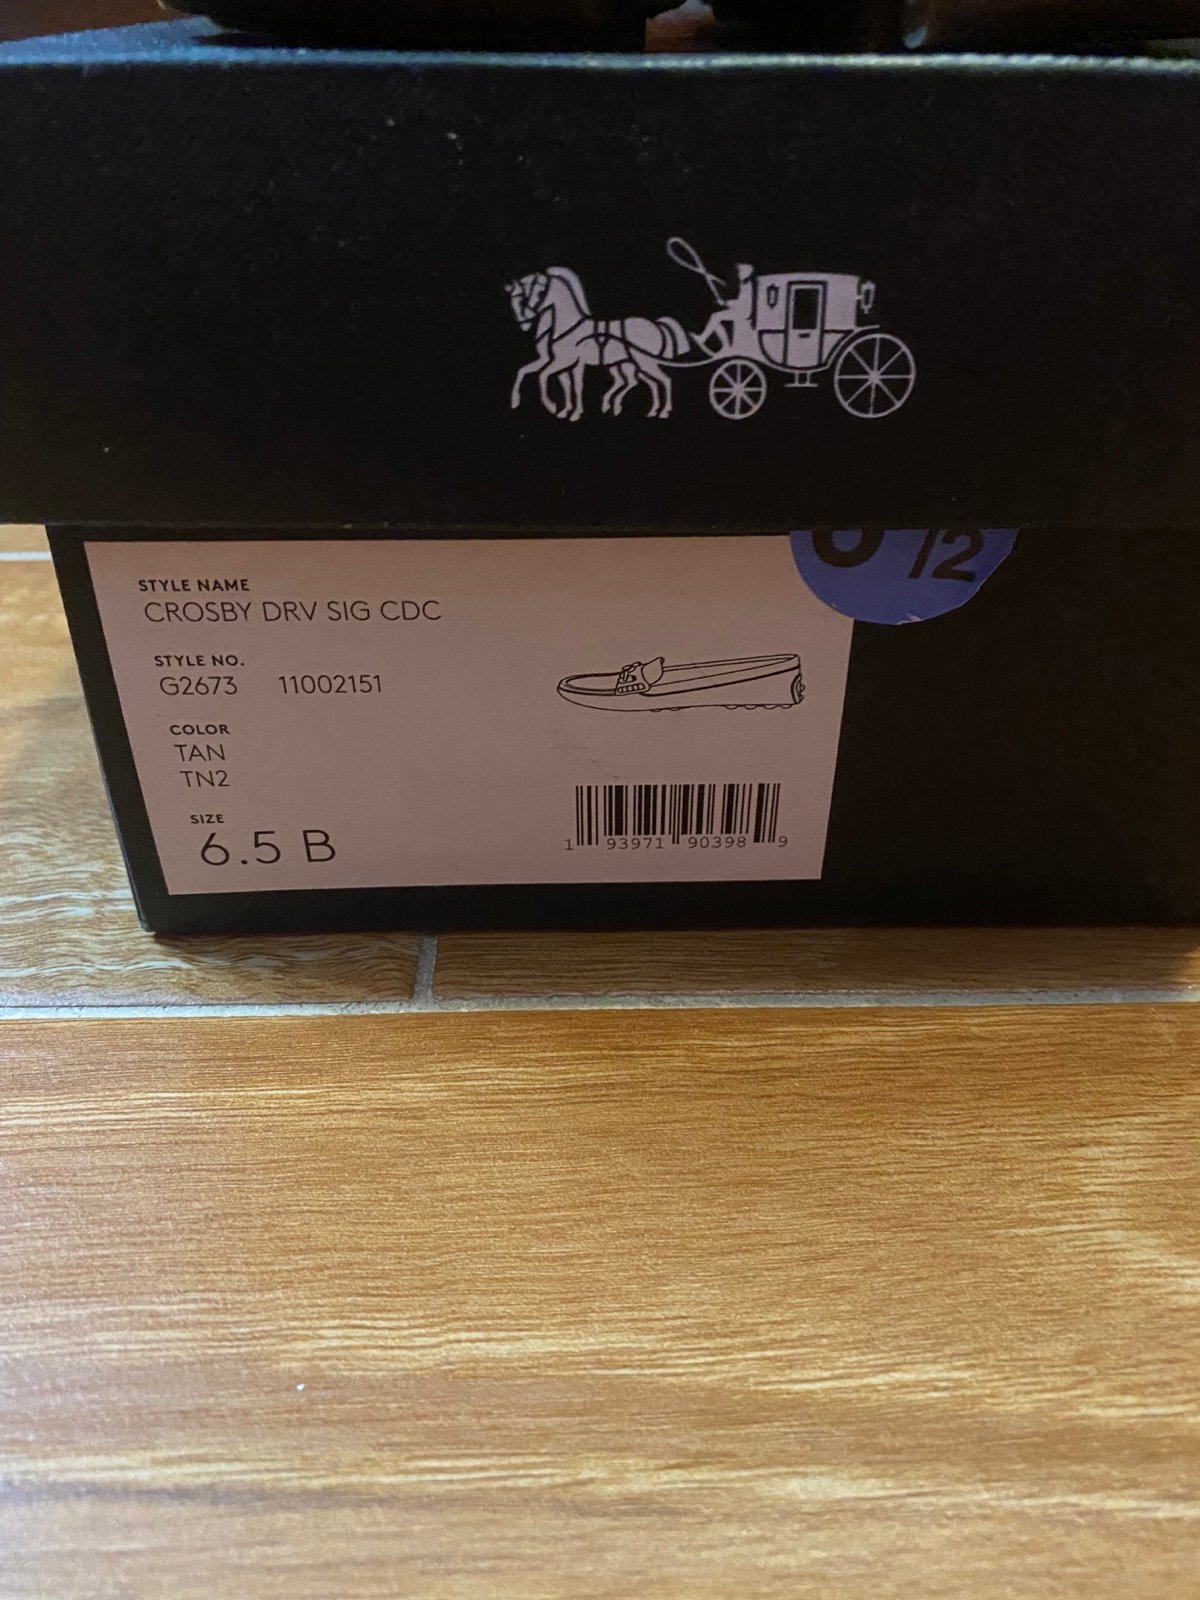 /2
STYLE NAME
CROSBY DRV SIG CDC
STYLE NO.
G2673 11002151
COLOR
TAN
TN2
SIZE
6.5 B
1 93971 90398 9